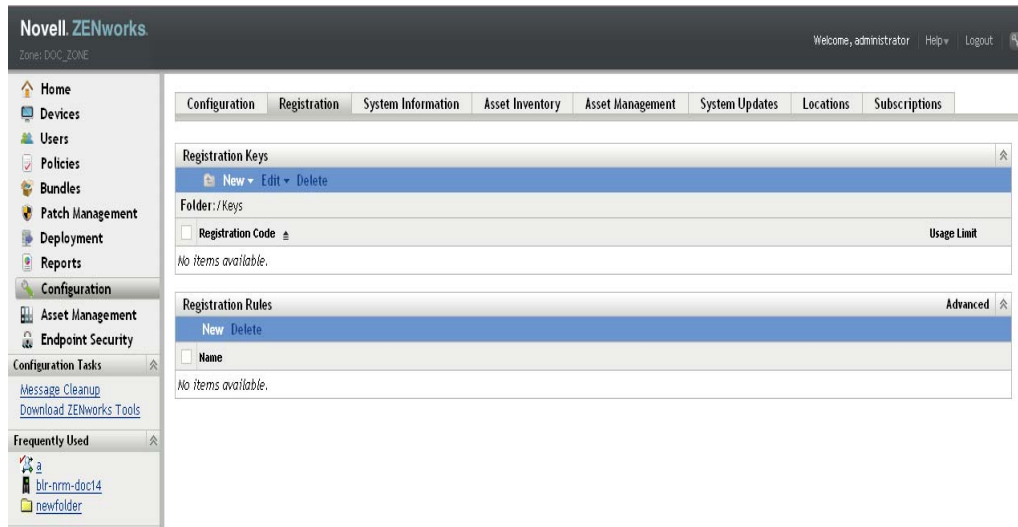 Novell. ZENworks.
Zone: DOC_ZONE
Welcome, administrator Help Logout
Home
Devices
Users
Policies
Bundles
Patch Management
Deployment
Reports
Configuration
Asset Management
Endpoint Security
Configuration Tasks
Message Cleanup
Download ZENworks Tools
Frequently Used
a
blr-nrm-doc14
newfolder
Configuration Registration System Information Asset Inventory Asset Management System Updates Locations Subscriptions
Registration Keys
New Edit Delete
Folder: / Keys
Registration Code Usage Limit
No items available.
Registration Rules Advanced
New Delete
Name
No items available.